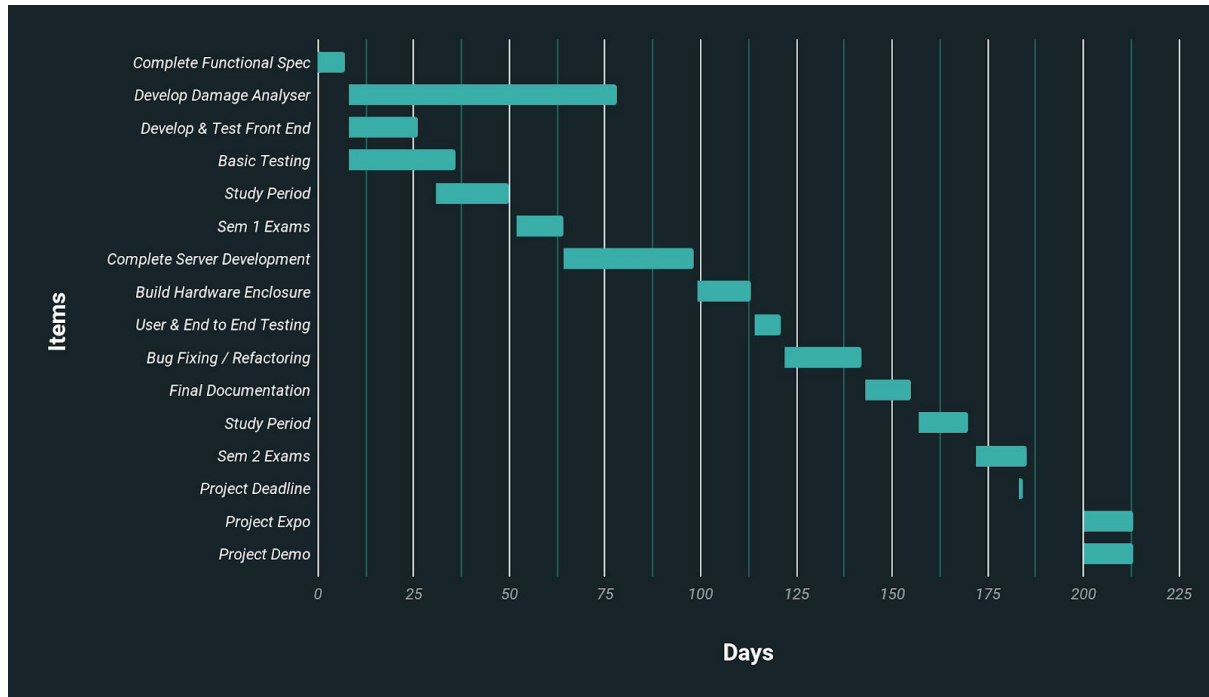 Complete Functional Spec
Develop Damage Analyser
Develop & Test Front End
Basic Testing
Study Period
Sem 1 Exams
Complete Server Development
Build Hardware Enclosure
User & End to End Testing
Bug Fixing / Refactoring
Final Documentation
Study Period
Sem 2 Exams
Project Deadline
Project Expo
Project Demo
Items
0 25 50 75 100 125 150 175 200 225
Days